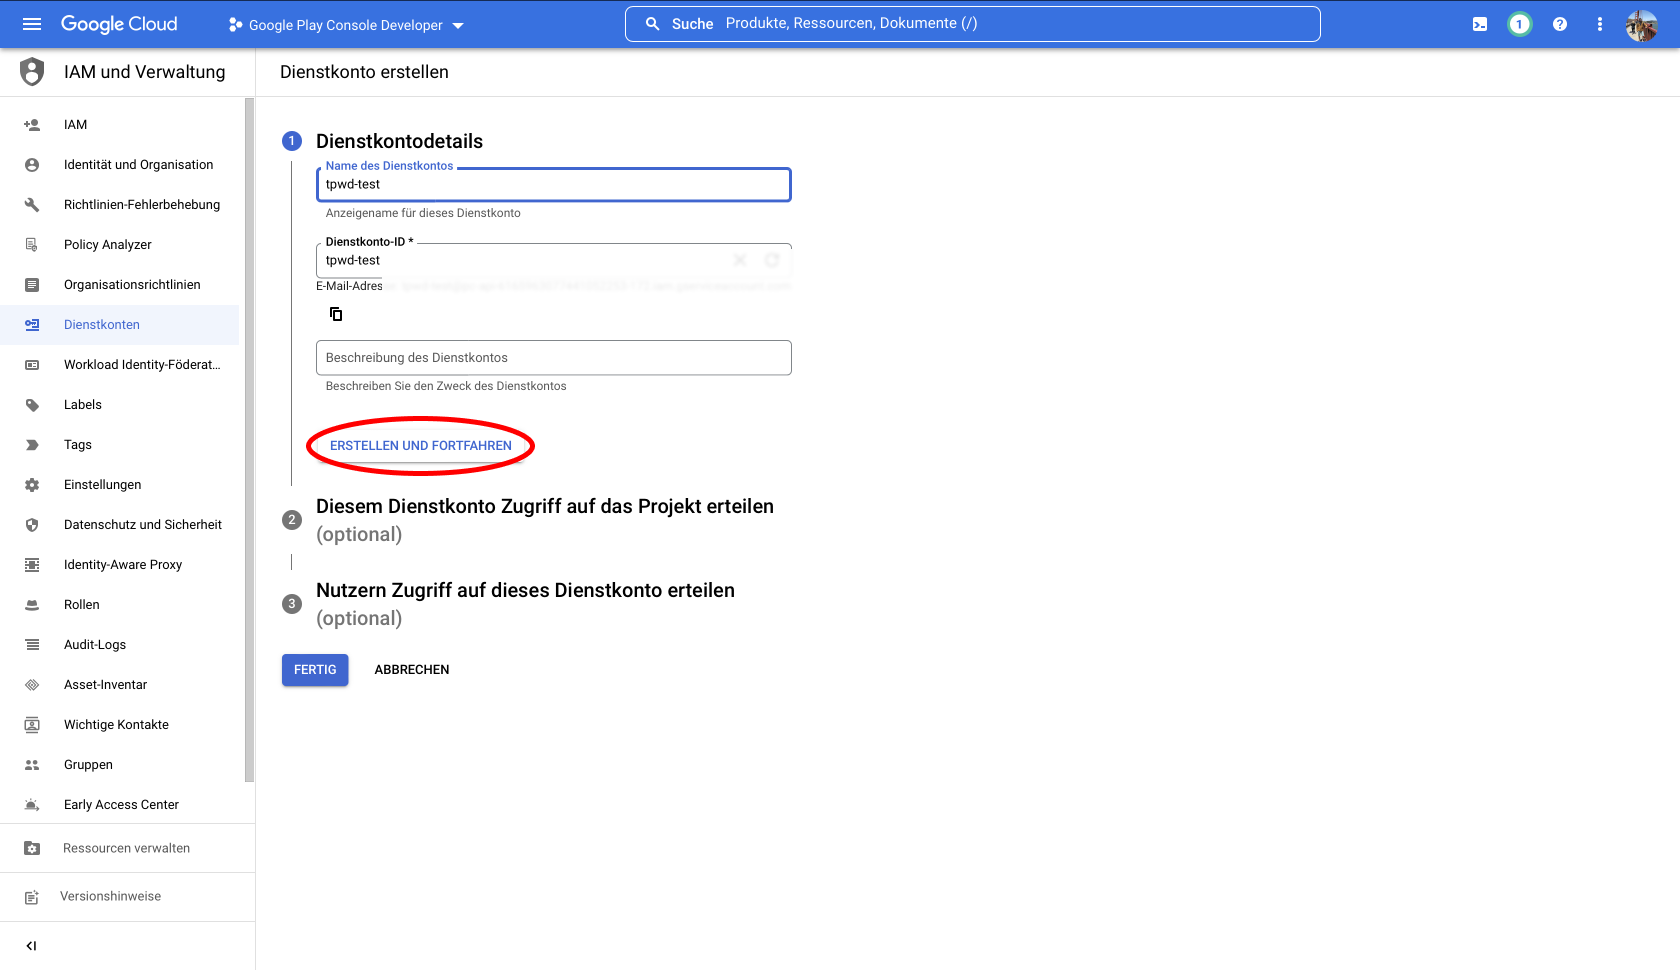 Google Cloud
Google Play Console Developer
Suche Produkte, Ressourcen, Dokumente (/)
1
IAM und Verwaltung
Dienstkonto erstellen
IAM
Identität und Organisation
Richtlinien-Fehlerbehebung
Policy Analyzer
Organisationsrichtlinien
Dienstkonten
Workload Identity-Föderat...
Labels
Tags
Einstellungen
Datenschutz und Sicherheit
Identity-Aware Proxy
Rollen
Audit-Logs
Asset-Inventar
Wichtige Kontakte
Gruppen
Early Access Center
Ressourcen verwalten
Versionshinweise
1 Dienstkontodetails
Name des Dienstkontos
tpwd-test
Anzeigename für dieses Dienstkonto
Dienstkonto-ID *
tpwd-test
E-Mail-Adres
Beschreibung des Dienstkontos
Beschreiben Sie den Zweck des Dienstkontos
ERSTELLEN UND FORTFAHREN
2 Diesem Dienstkonto Zugriff auf das Projekt erteilen
(optional)
3 Nutzern Zugriff auf dieses Dienstkonto erteilen
(optional)
FERTIG ABBRECHEN